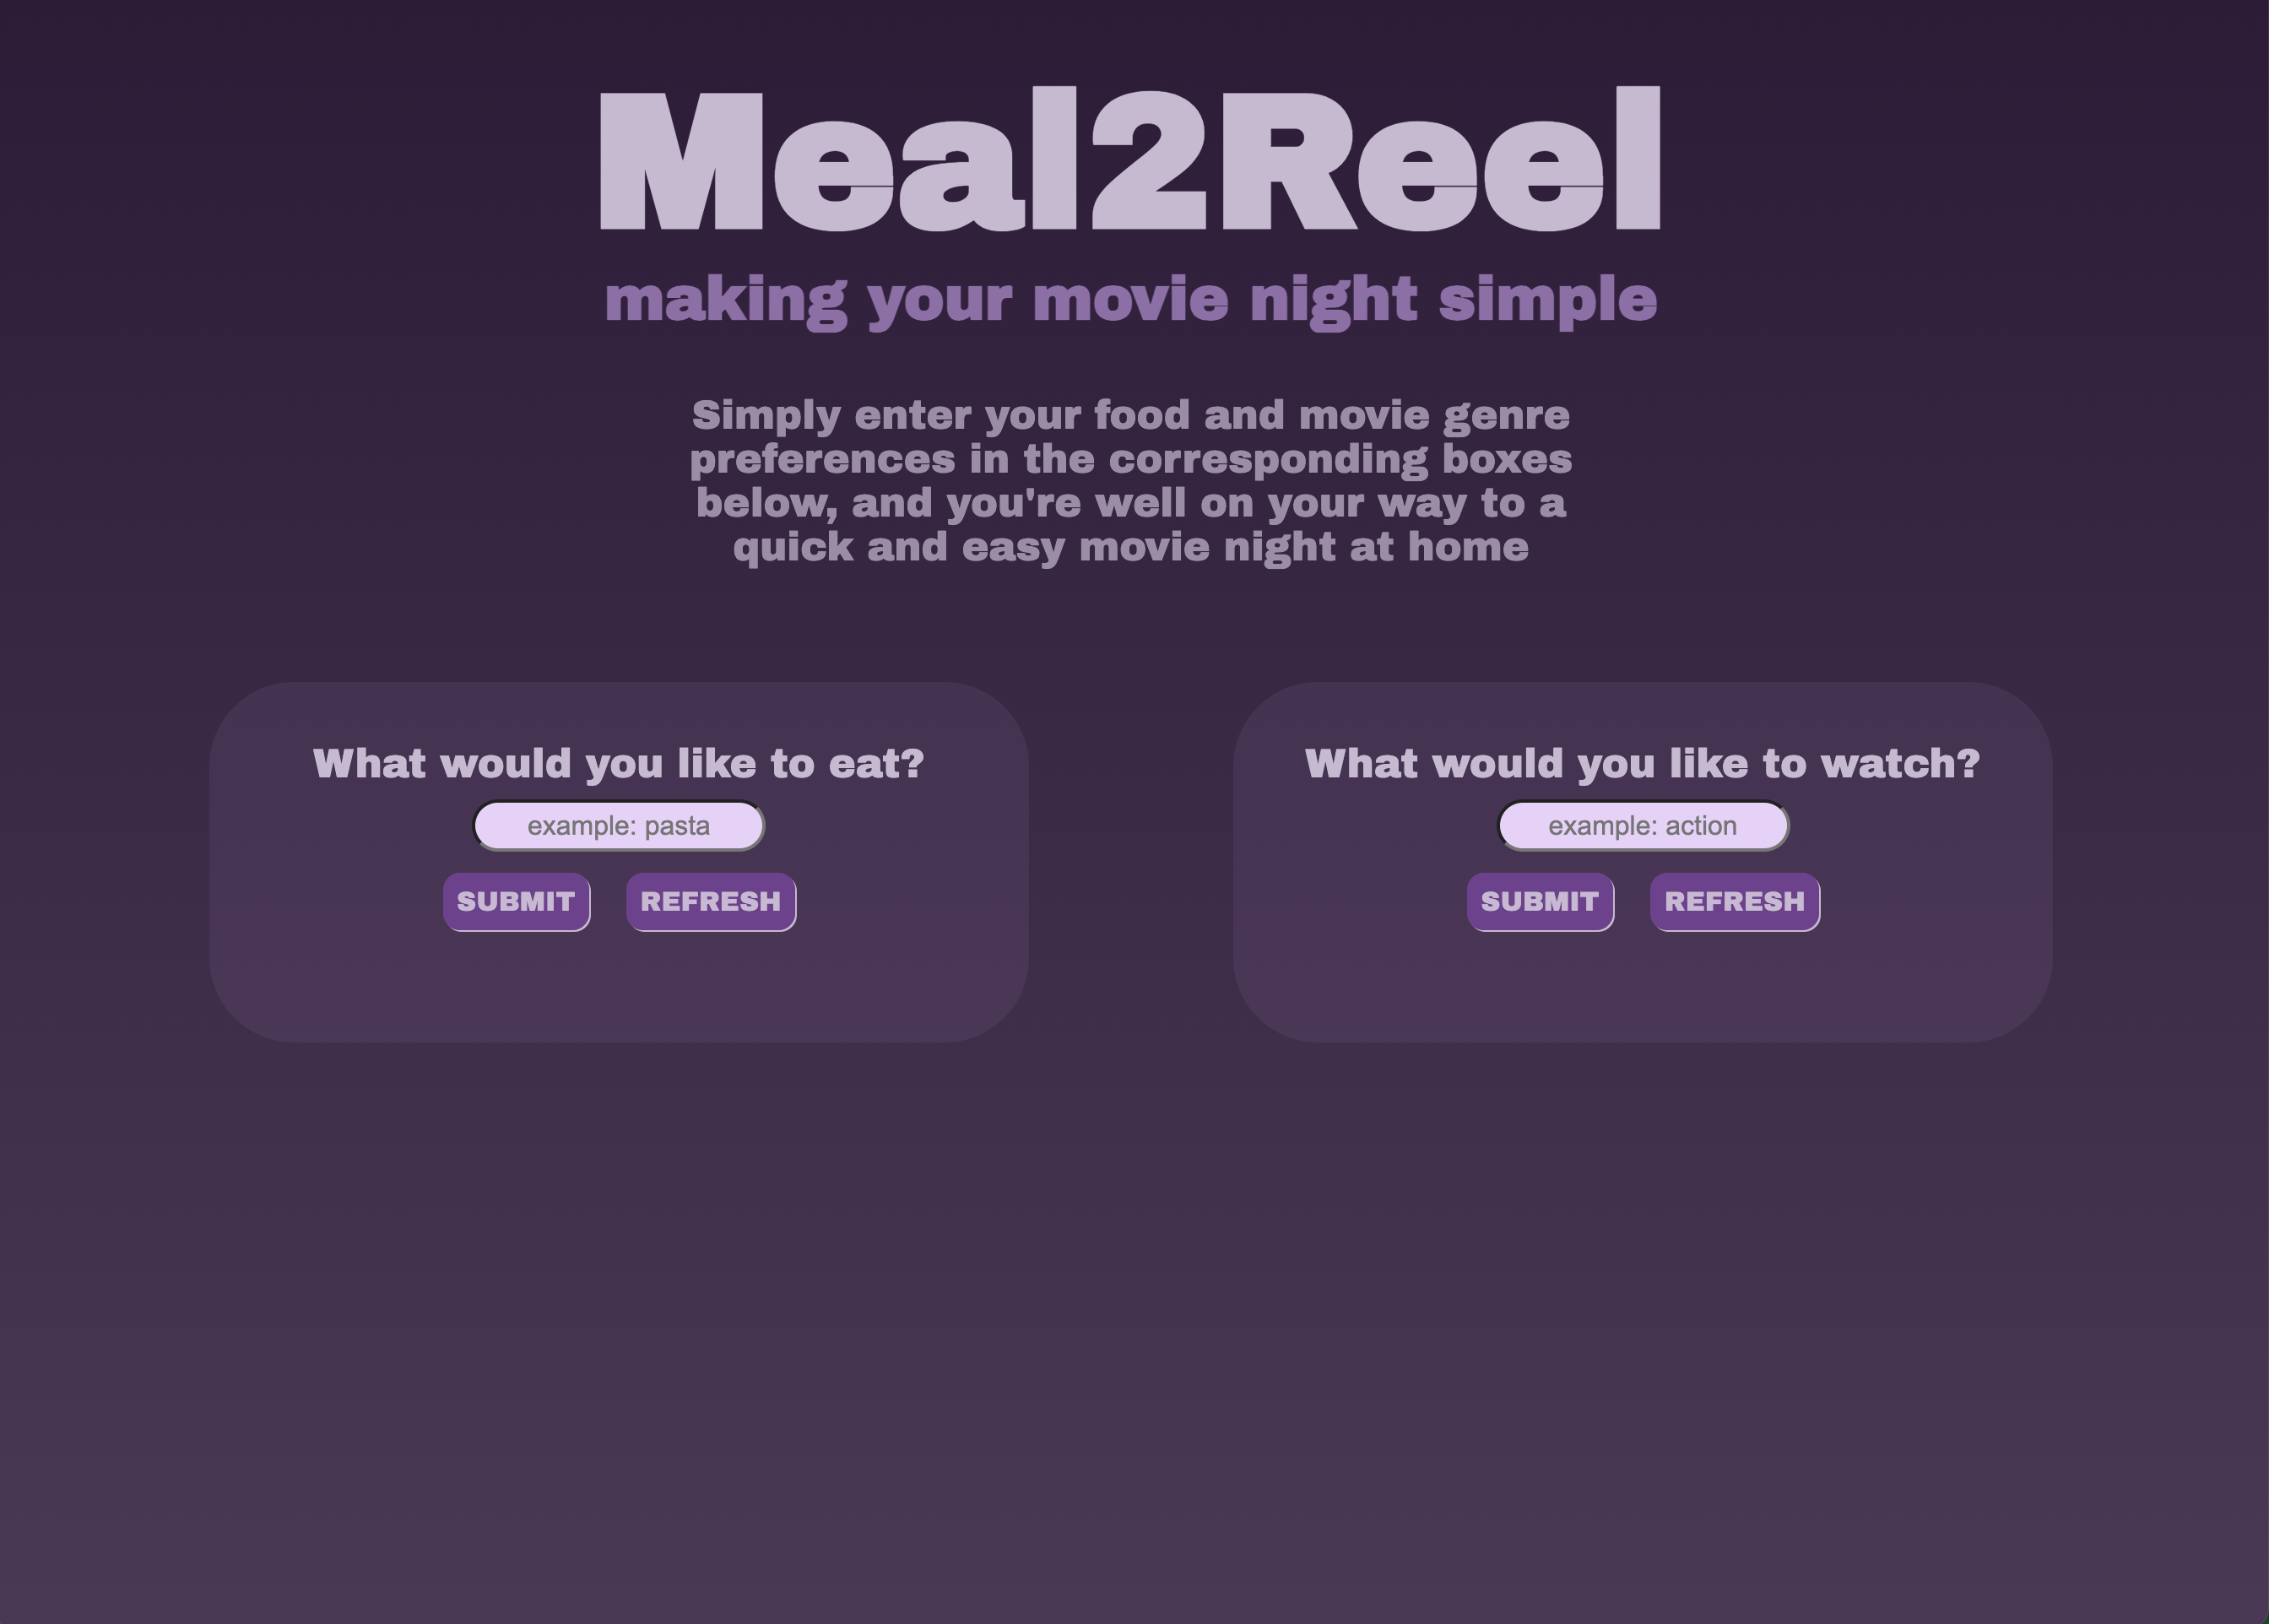 Meal2Reel
making your movie night simple
Simply enter your food and movie genre
preferences in the corresponding boxes
below, and you're well on your way to a
quick and easy movie night at home
What would you like to eat?
example: pasta
SUBMIT REFRESH
What would you like to watch?
example: action
SUBMIT REFRESH